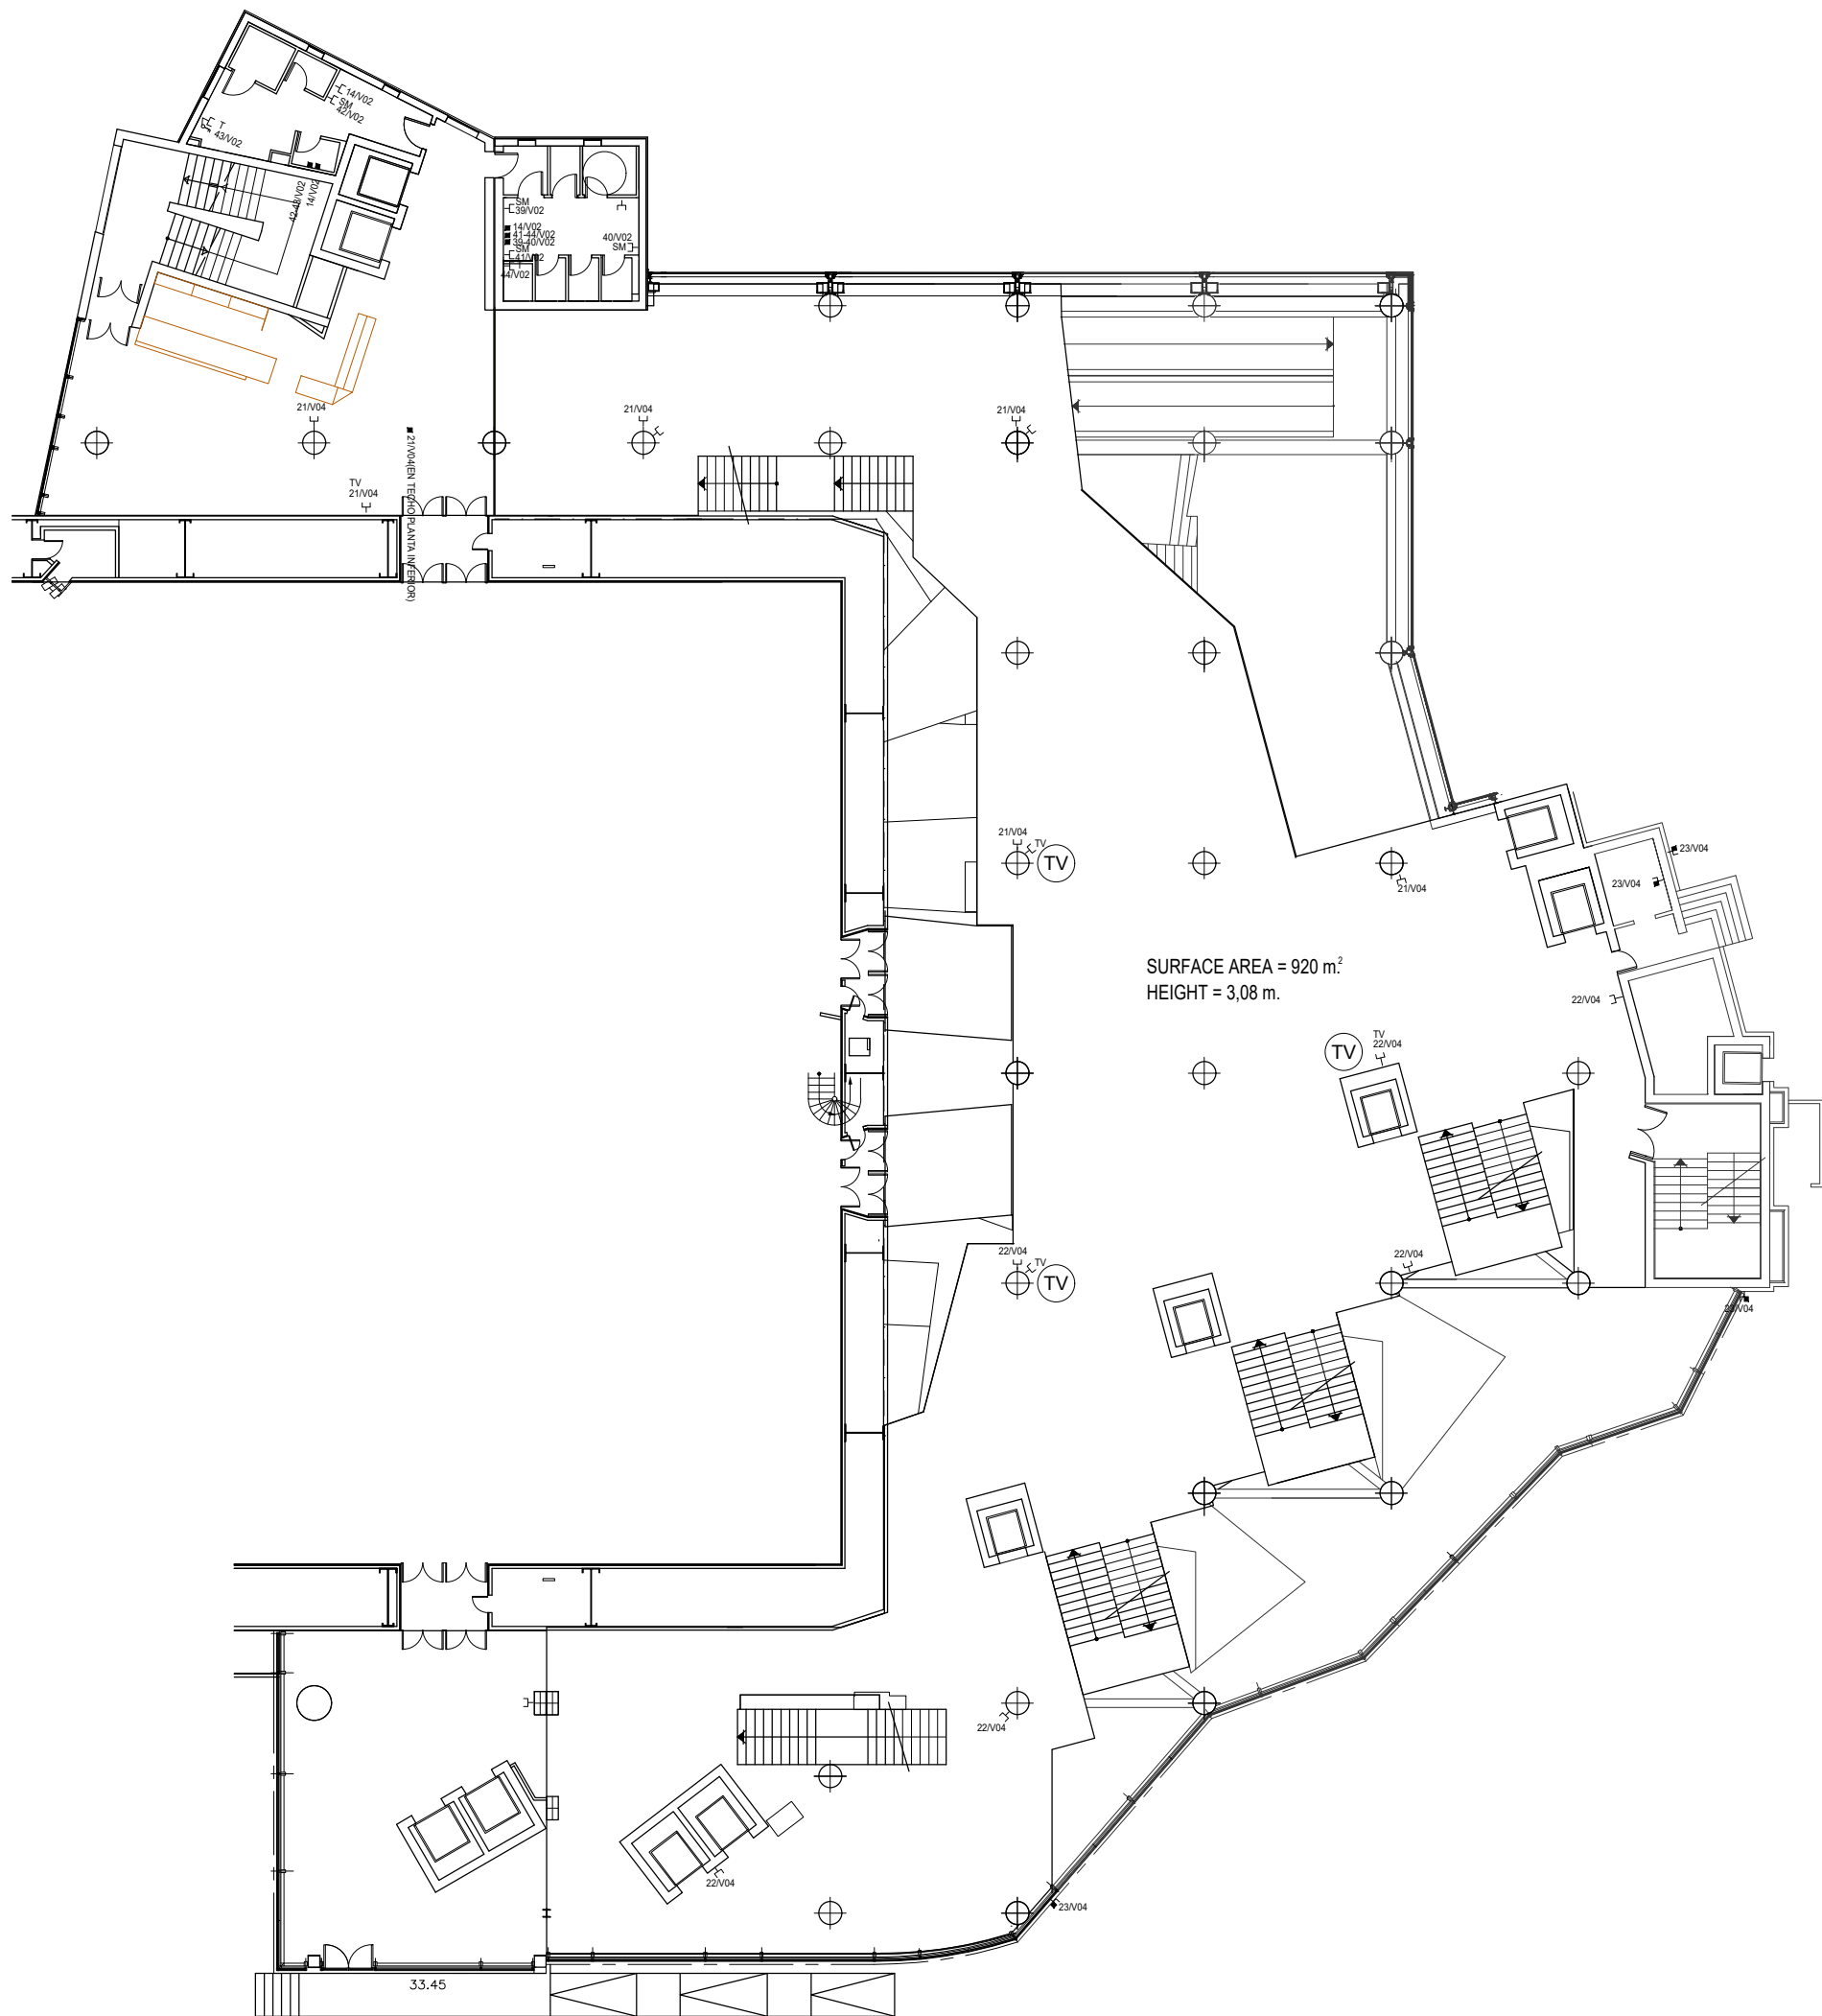 14/V02
SM
42/V02
T
43/V02
42-43/V02
14/V02
SM
39/V02
14/V02
41-44/V02
39-40/V02
SM
41/V02
44/V02
40/V02
SM
21/V04
21/V04
21/V04
TV
21/V04
21/V04(EN TECHO PLANTA INFERIOR)
21/V04
TV
TV
21/V04
23/V04
23/V04
SURFACE AREA = 920 m.²
HEIGHT = 3,08 m.
22/V04
TV
TV
22/V04
22/V04
TV
TV
22/V04
23/V04
22/V04
22/V04
23/V04
33.45